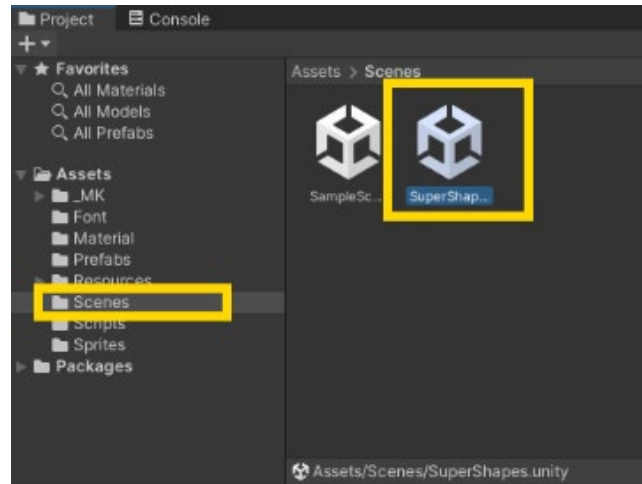 Project
Console
Favorites
All Materials
All Models
All Prefabs
Assets
_MK
Font
Material
Prefabs
Resources
Scenes
Scripts
Sprites
Packages
Assets > Scenes
SampleSc...
SuperShap...
Assets/Scenes/SuperShapes.unity